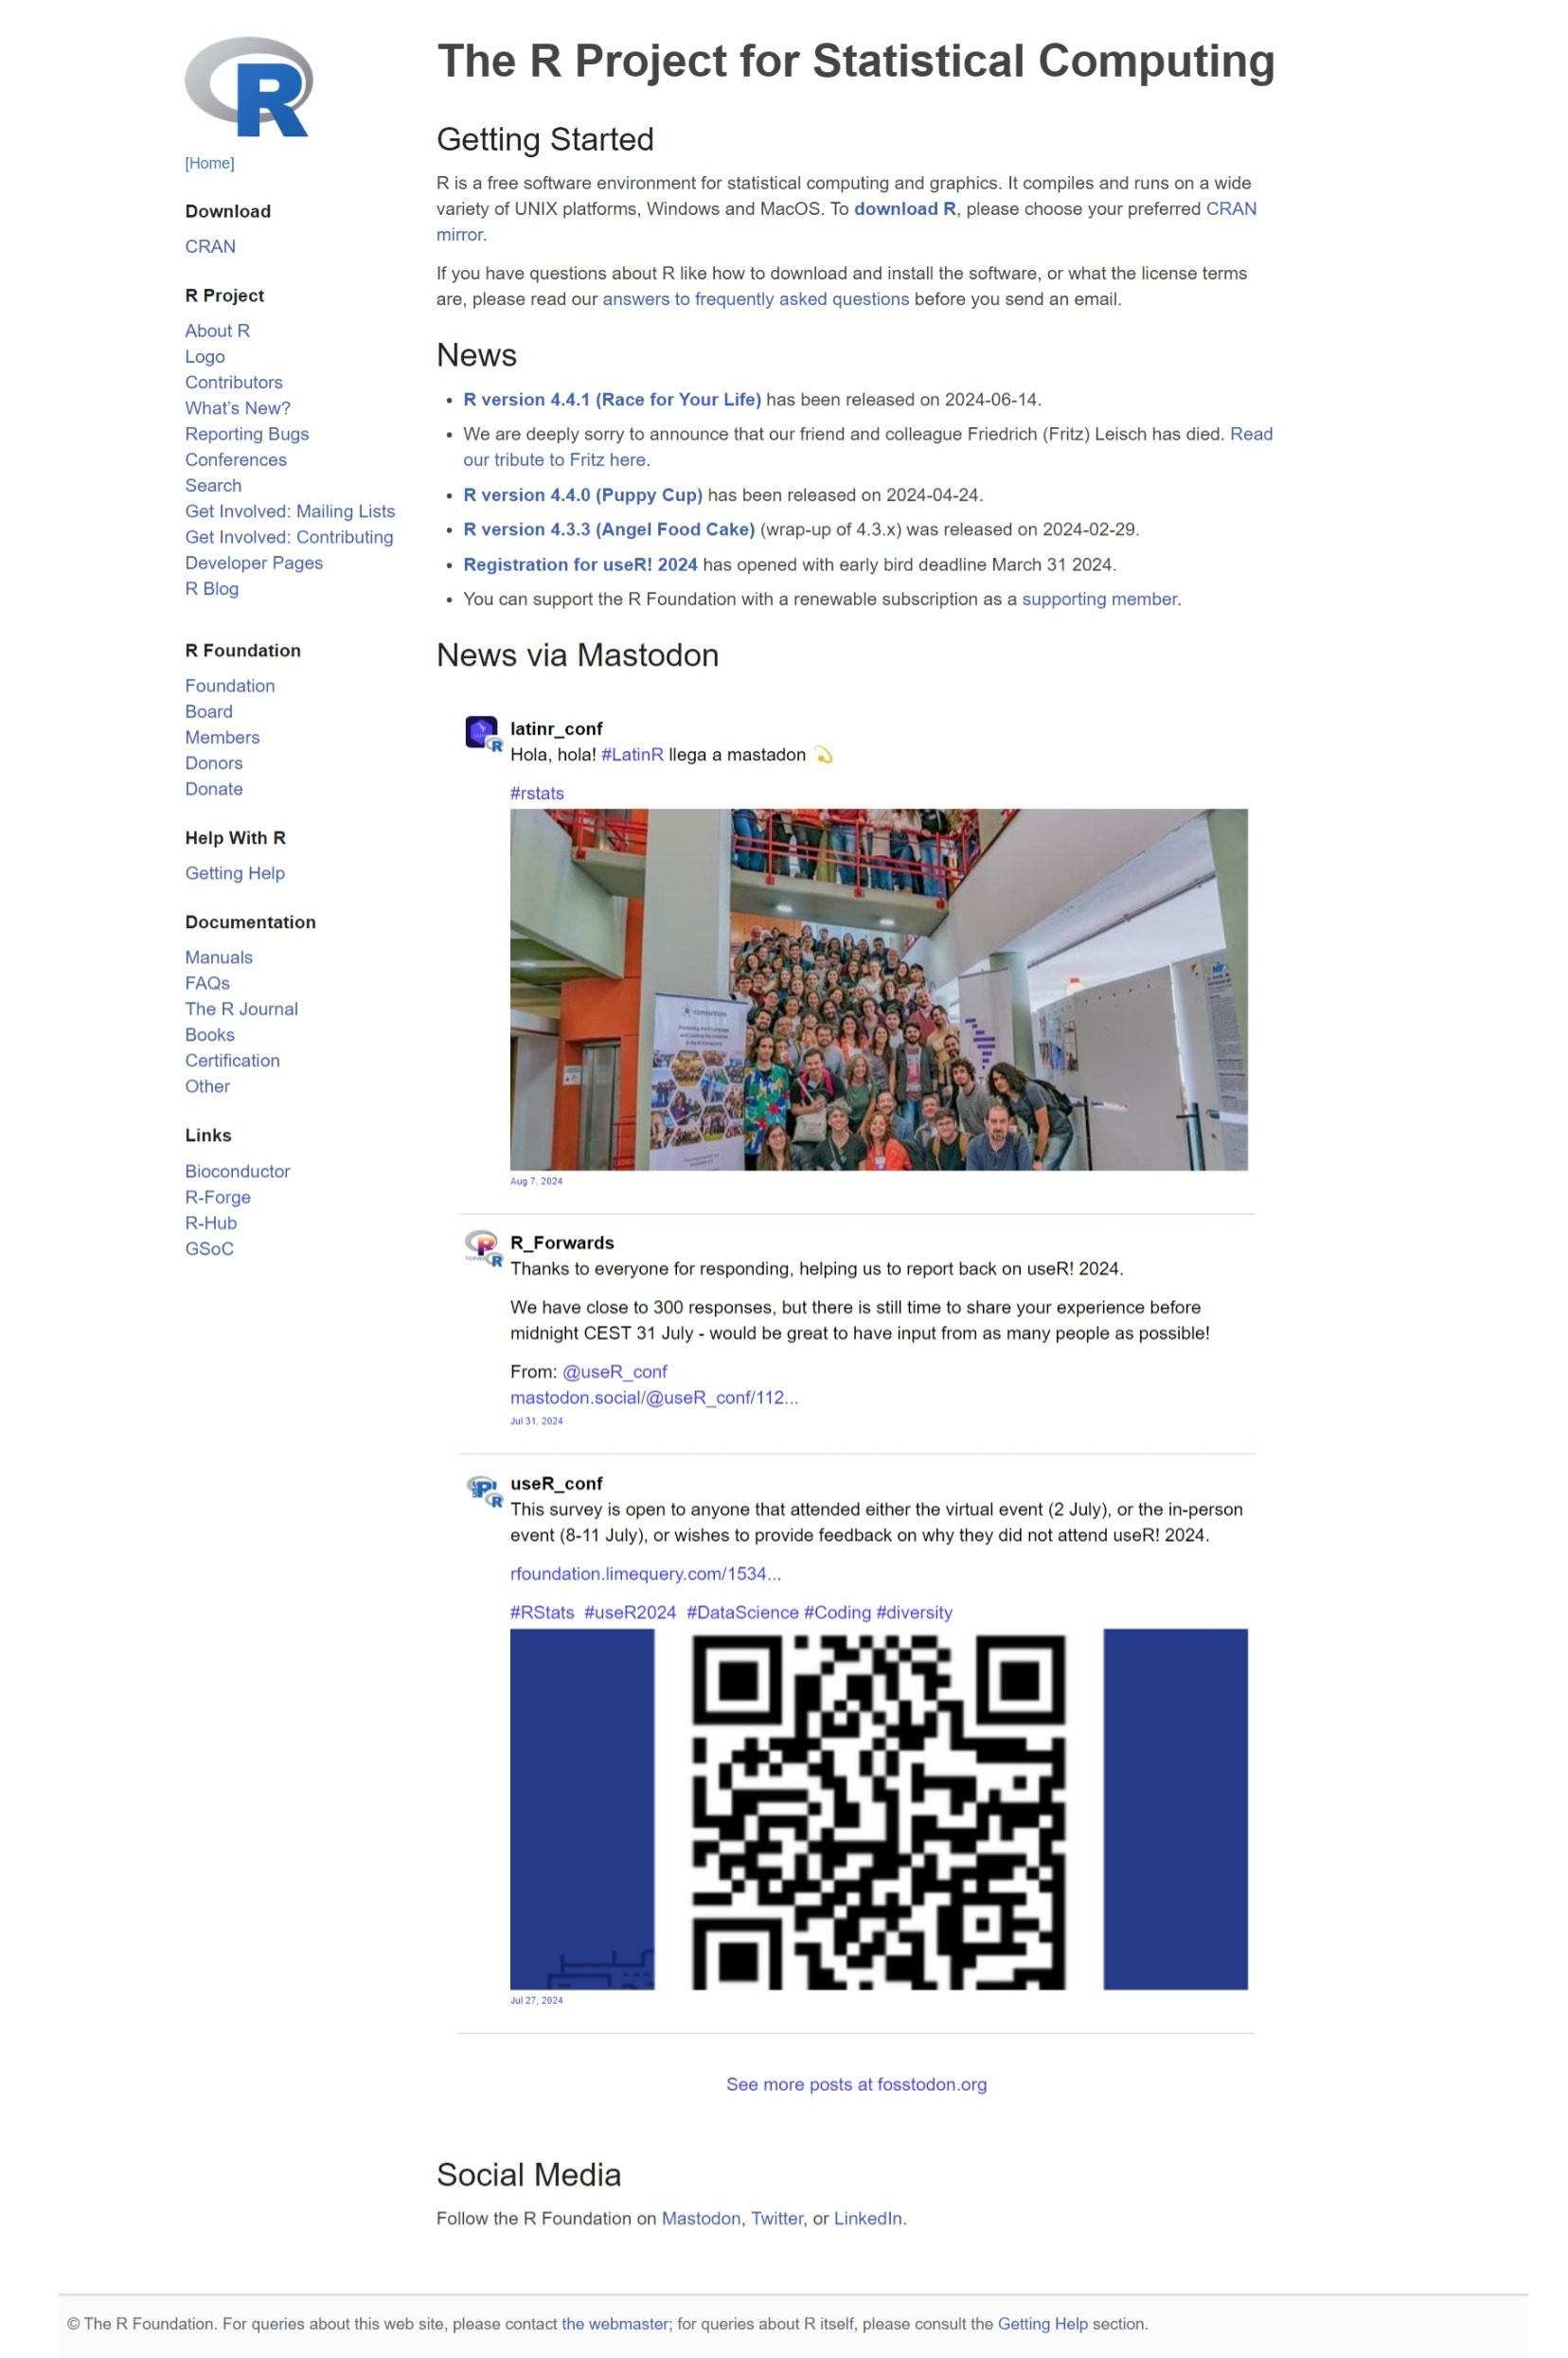 R
[Home]
Download
CRAN
R Project
About R
Logo
Contributors
What's New?
Reporting Bugs
Conferences
Search
Get Involved: Mailing Lists
Get Involved: Contributing
Developer Pages
R Blog
R Foundation
Foundation
Board
Members
Donors
Donate
Help With R
Getting Help
Documentation
Manuals
FAQs
The R Journal
Books
Certification
Other
Links
Bioconductor
R-Forge
R-Hub
GSoC
The R Project for Statistical Computing
Getting Started
R is a free software environment for statistical computing and graphics. It compiles and runs on a wide
variety of UNIX platforms, Windows and MacOS. To download R, please choose your preferred CRAN
mirror.
If you have questions about R like how to download and install the software, or what the license terms
are, please read our answers to frequently asked questions before you send an email.
News
• R version 4.4.1 (Race for Your Life) has been released on 2024-06-14.
• We are deeply sorry to announce that our friend and colleague Friedrich (Fritz) Leisch has died. Read
our tribute to Fritz here.
• R version 4.4.0 (Puppy Cup) has been released on 2024-04-24.
• R version 4.3.3 (Angel Food Cake) (wrap-up of 4.3.x) was released on 2024-02-29.
• Registration for useR! 2024 has opened with early bird deadline March 31 2024.
• You can support the R Foundation with a renewable subscription as a supporting member.
News via Mastodon
latinr_conf
Hola, hola! #LatinR llega a mastadon 💫
#rstats
R consortium
Aug 7, 2024
R_Forwards
Thanks to everyone for responding, helping us to report back on useR! 2024.
We have close to 300 responses, but there is still time to share your experience before
midnight CEST 31 July - would be great to have input from as many people as possible!
From: @useR_conf
mastodon.social/@useR_conf/112...
Jul 31, 2024
useR_conf
This survey is open to anyone that attended either the virtual event (2 July), or the in-person
event (8-11 July), or wishes to provide feedback on why they did not attend useR! 2024.
rfoundation.limequery.com/1534...
#RStats #useR2024 #DataScience #Coding #diversity
Jul 27, 2024
See more posts at fosstodon.org
Social Media
Follow the R Foundation on Mastodon, Twitter, or LinkedIn.
© The R Foundation. For queries about this web site, please contact the webmaster; for queries about R itself, please consult the Getting Help section.